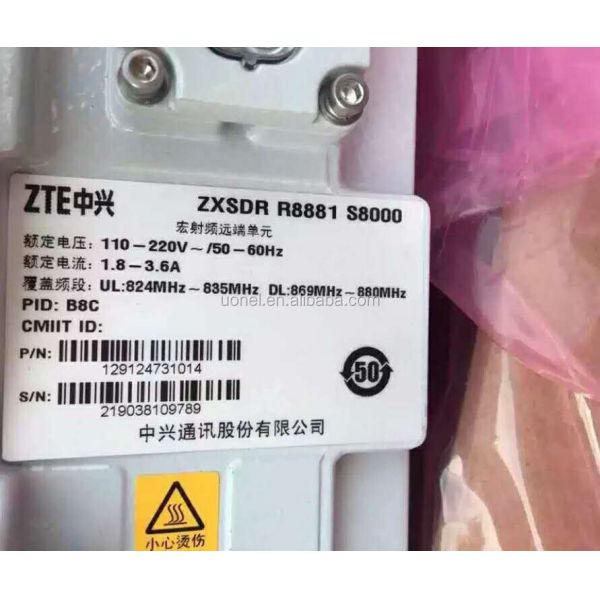 ZTE中兴 ZXSDR R8881 S8000
宏射频远端单元
额定电压: 110-220V~/50-60Hz
额定电流: 1.8-3.6A
覆盖频段: UL:824MHz~835MHz DL:869MHz~880MHz
uonel.en.alibaba.com
PID: B8C
CMIIT ID:
P/N:
129124731014
50
S/N:
219038109789
中兴通讯股份有限公司
小心烫伤